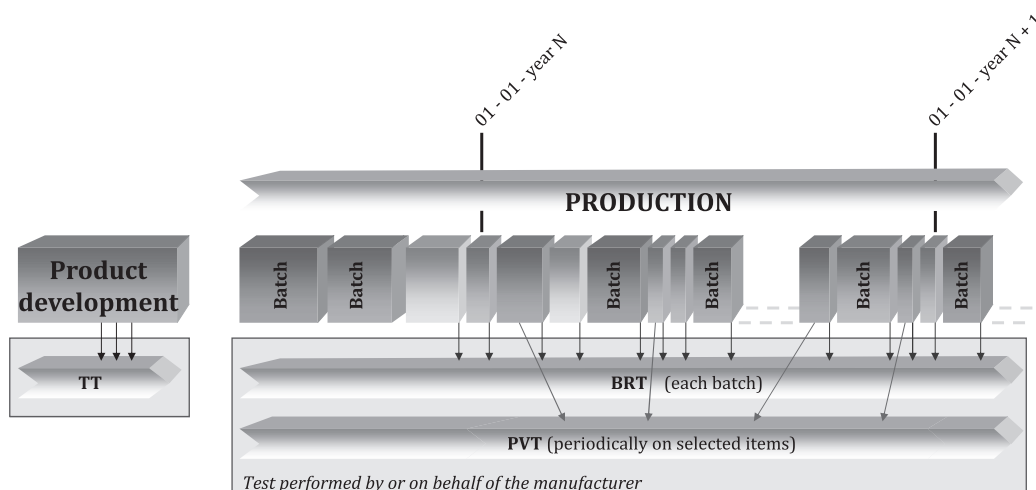 01 - 01 - year N
01 - 01 - year N + 1
PRODUCTION
Product
development
Batch
Batch
Batch
Batch
Batch
Batch
TT
BRT (each batch)
PVT (periodically on selected items)
Test performed by or on behalf of the manufacturer